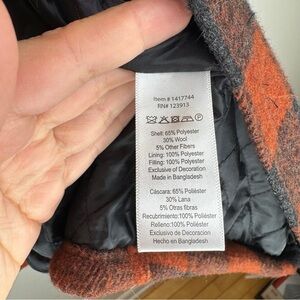 Item # 1417744
RN# 123913
Shell: 65% Polyester
30% Wool
5% Other Fibers
Lining: 100% Polyester
Filling: 100% Polyester
Exclusive of Decoration
Made in Bangladesh
Cáscara: 65% Poliéster
30% Lana
5% Otras fibras
Recubrimiento: 100% Poliéster
Relleno: 100% Poliéster
Exclusivo de Decoracion
Hecho en Bangladesh